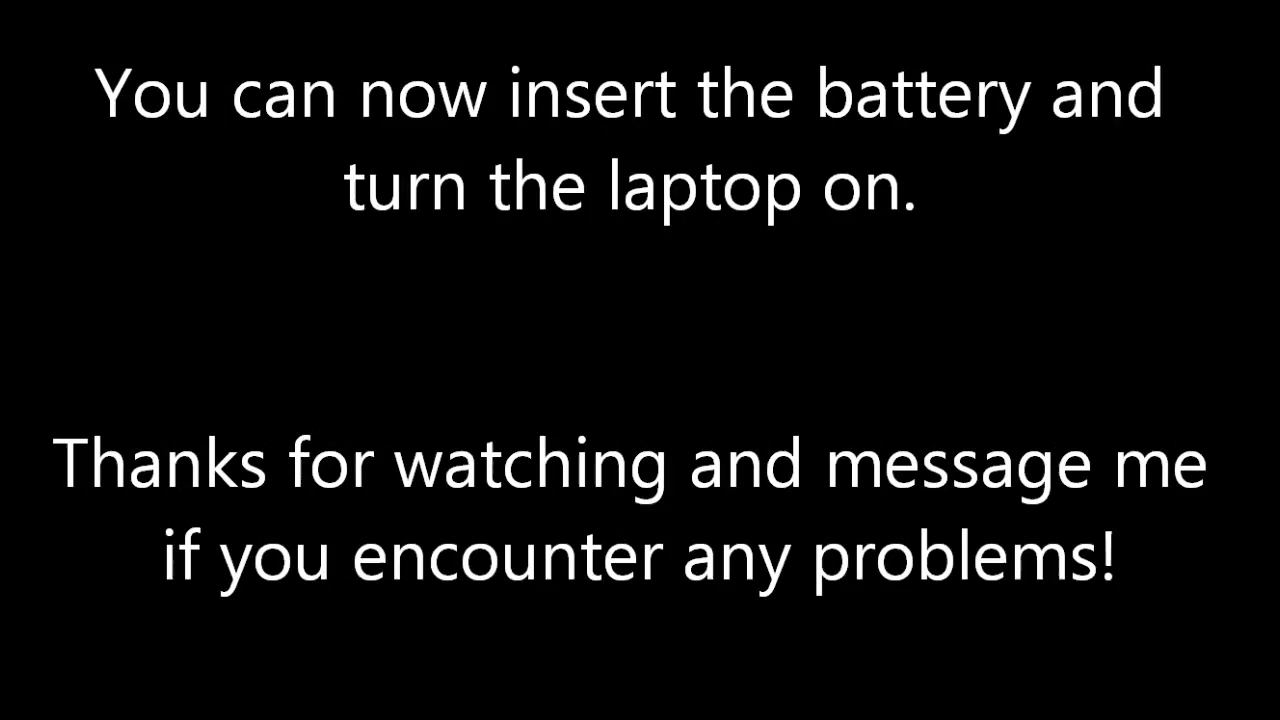 You can now insert the battery and
turn the laptop on.
Thanks for watching and message me
if you encounter any problems!